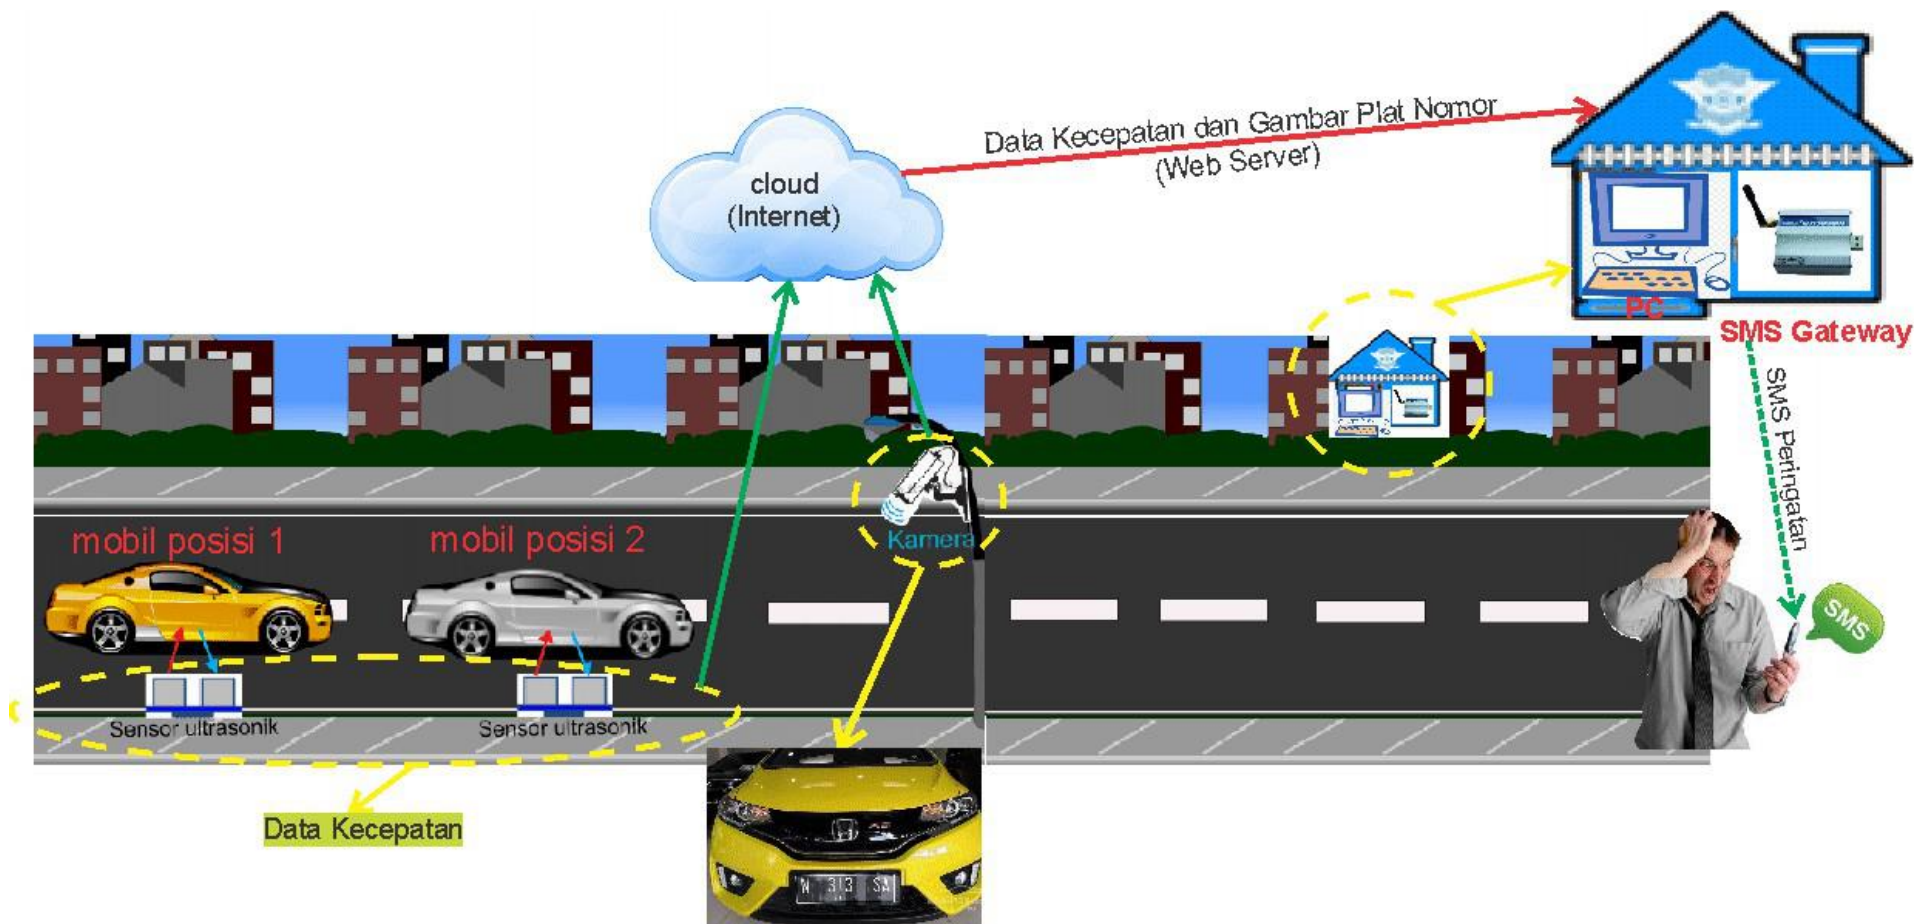 Data Kecepatan dan Gambar Plat Nomor
(Web Server)
cloud
(Internet)
PC
SMS Gateway
SMS Peringatan
mobil posisi 1
mobil posisi 2
Kamera
SMS
Sensor ultrasonik
Sensor ultrasonik
Data Kecepatan
N 313 SA